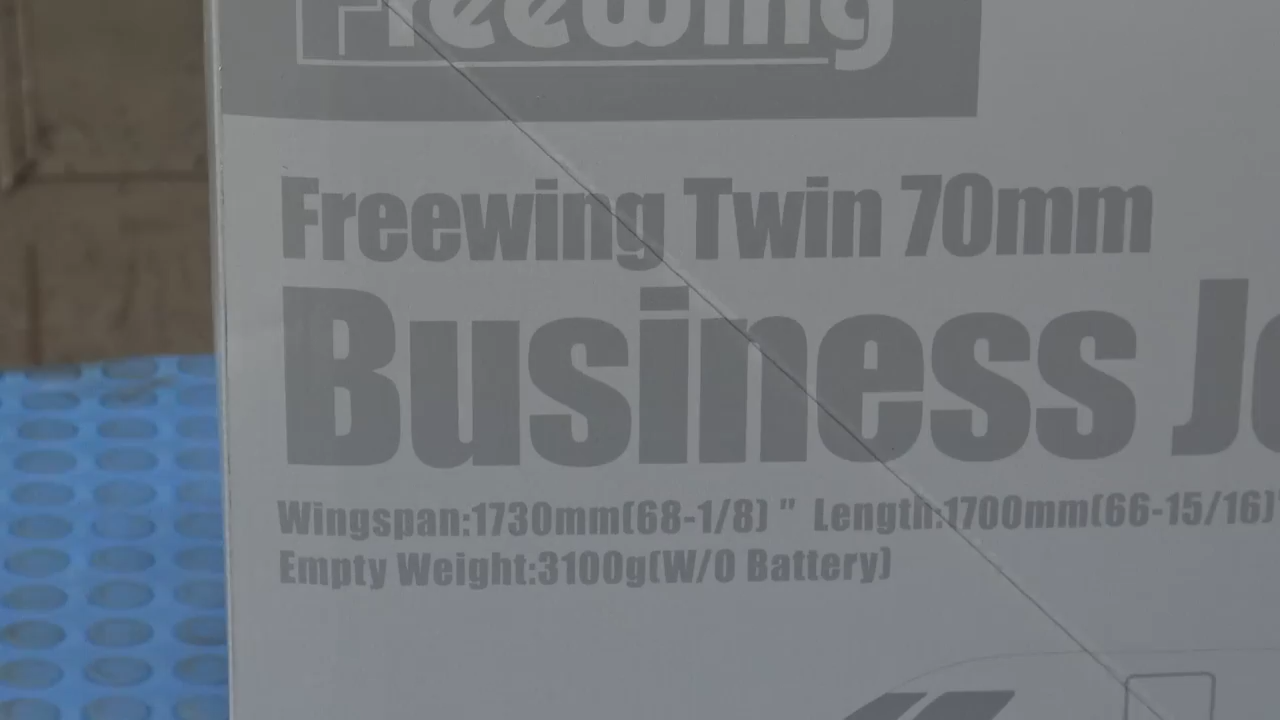 Freewing
Freewing Twin 70mm
Business Je
Wingspan:1730mm(68-1/8) " Length:1700mm(66-15/16)
Empty Weight:3100g(W/O Battery)